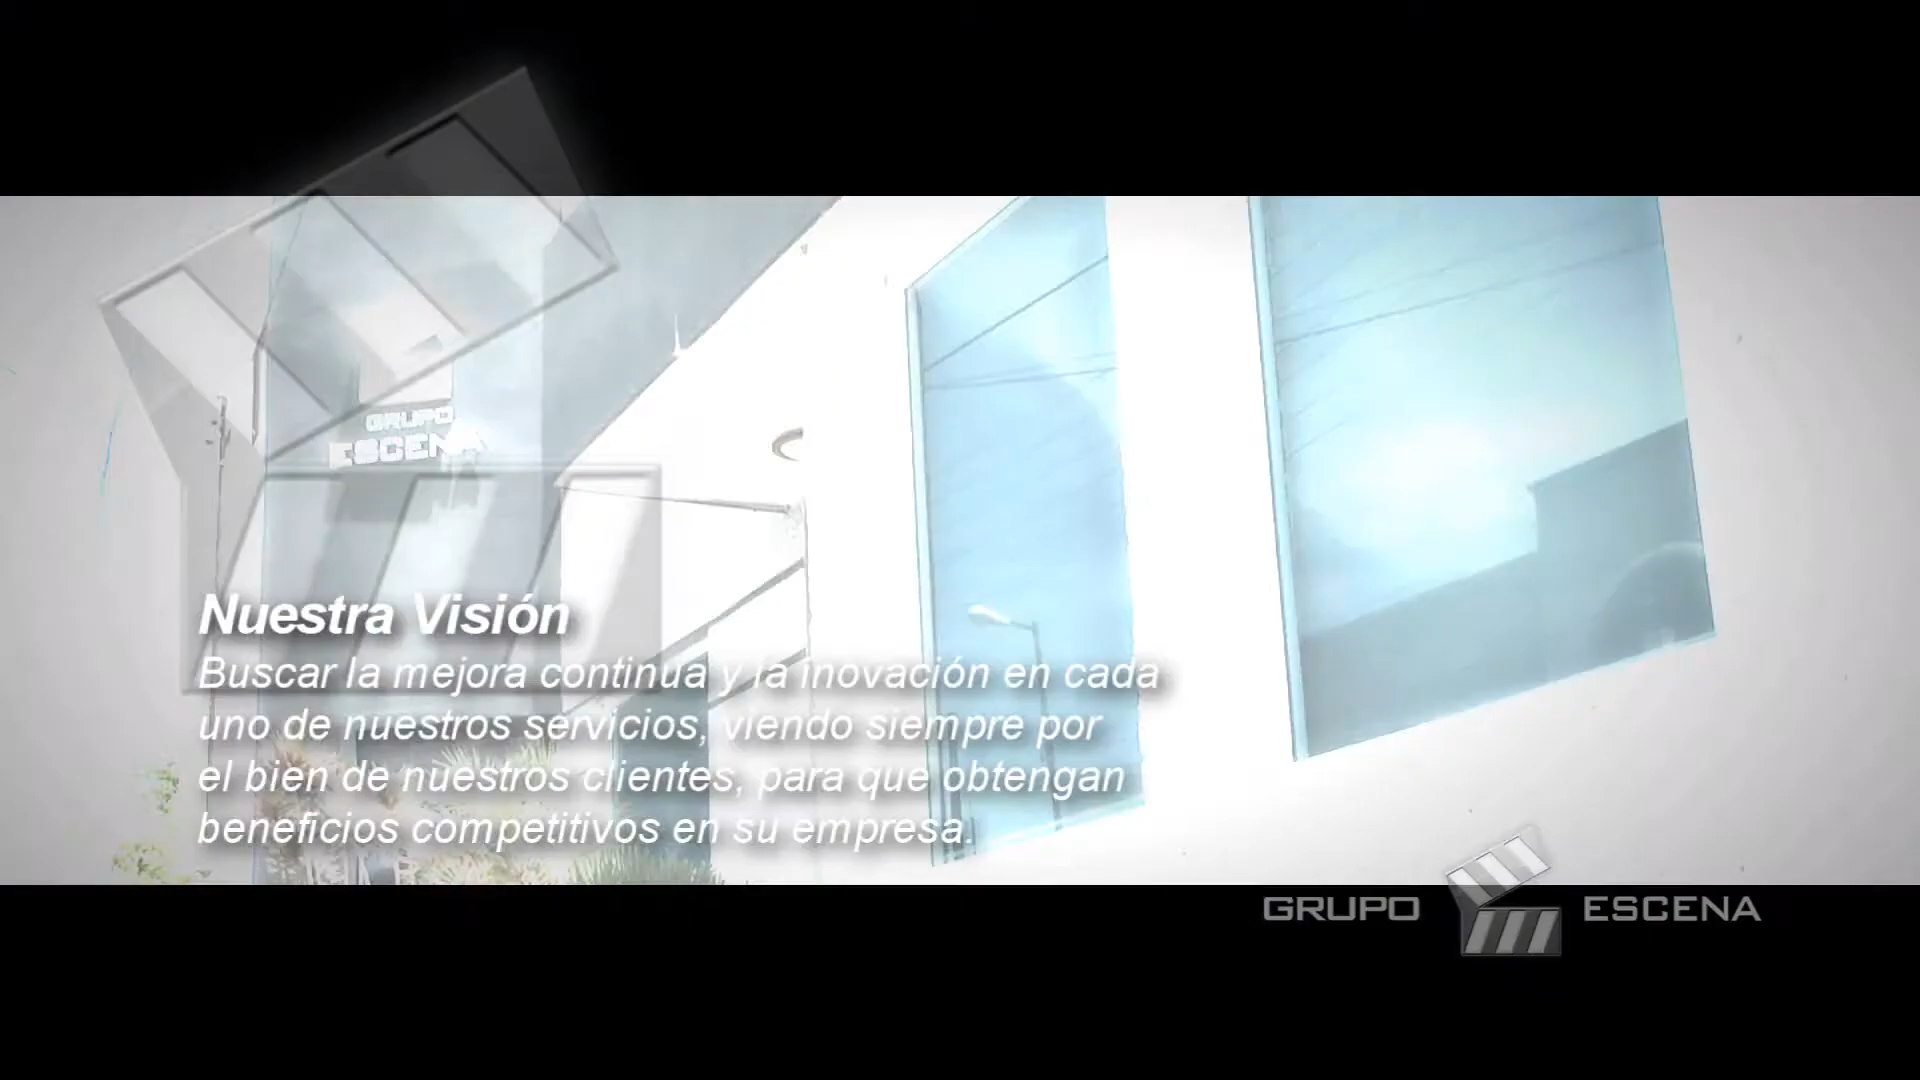 GRUPO
ESCENA
Nuestra Visión
Buscar la mejora continua y la inovación en cada
uno de nuestros servicios, viendo siempre por
el bien de nuestros clientes, para que obtengan
beneficios competitivos en su empresa.
GRUPO ESCENA